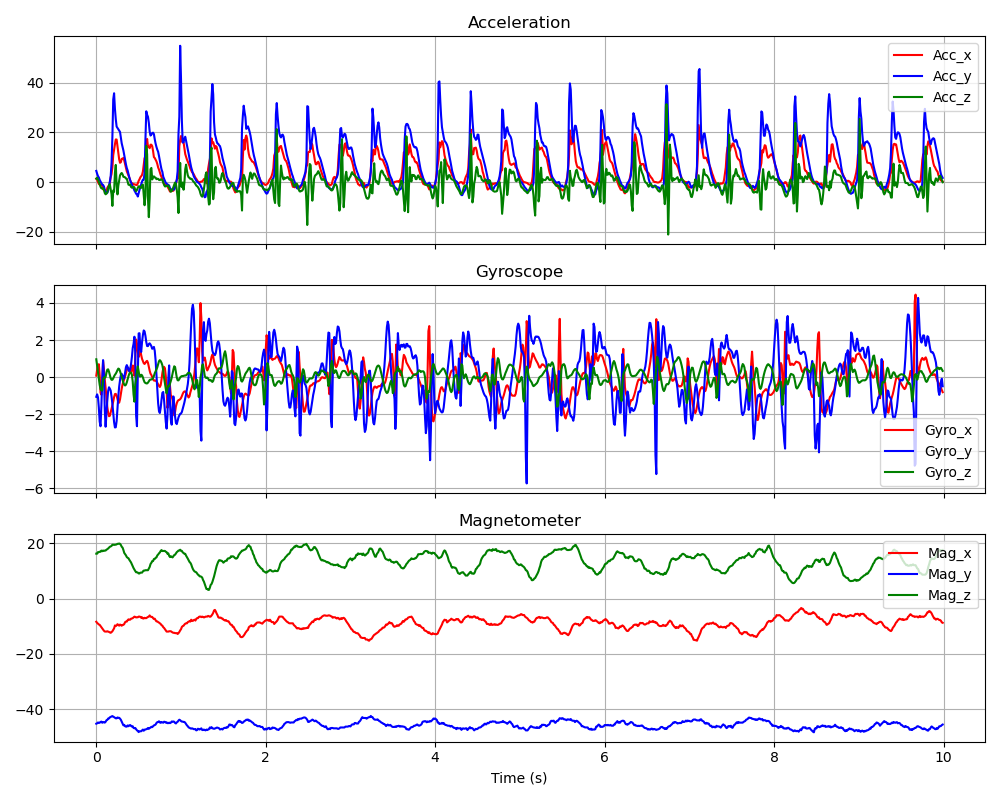 Acceleration
40
20
0
−20
Acc_x
Acc_y
Acc_z
Gyroscope
4
2
0
−2
−4
−6
Gyro_x
Gyro_y
Gyro_z
Magnetometer
20
0
−20
−40
Mag_x
Mag_y
Mag_z
0 2 4 6 8 10
Time (s)